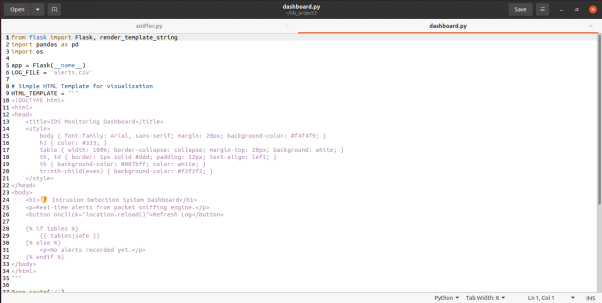 Open
dashboard.py
~/ids_project5
Save
sniffer.py
dashboard.py
1 from flask import Flask, render_template_string
2 import pandas as pd
3 import os
4
5 app = Flask(__name__)
6 LOG_FILE = 'alerts.csv'
7
8 # Simple HTML Template for visualization
9 HTML_TEMPLATE = """
10 <!DOCTYPE html>
11 <html>
12 <head>
13 <title>IDS Monitoring Dashboard</title>
14 <style>
15 body { font-family: Arial, sans-serif; margin: 20px; background-color: #f4f4f9; }
16 h1 { color: #333; }
17 table { width: 100%; border-collapse: collapse; margin-top: 20px; background: white; }
18 th, td { border: 1px solid #ddd; padding: 12px; text-align: left; }
19 th { background-color: #007bff; color: white; }
20 tr:nth-child(even) { background-color: #f2f2f2; }
21 </style>
22 </head>
23 <body>
24 <h1>🛡️ Intrusion Detection System Dashboard</h1>
25 <p>Real-time alerts from packet sniffing engine.</p>
26 <button onclick="location.reload()">Refresh Log</button>
27
28 {% if tables %}
29 {{ tables|safe }}
30 {% else %}
31 <p>No alerts recorded yet.</p>
32 {% endif %}
33 </body>
34 </html>
35 """
36
37 @app.route('/')
Python
Tab Width: 8
Ln 1, Col 1
INS